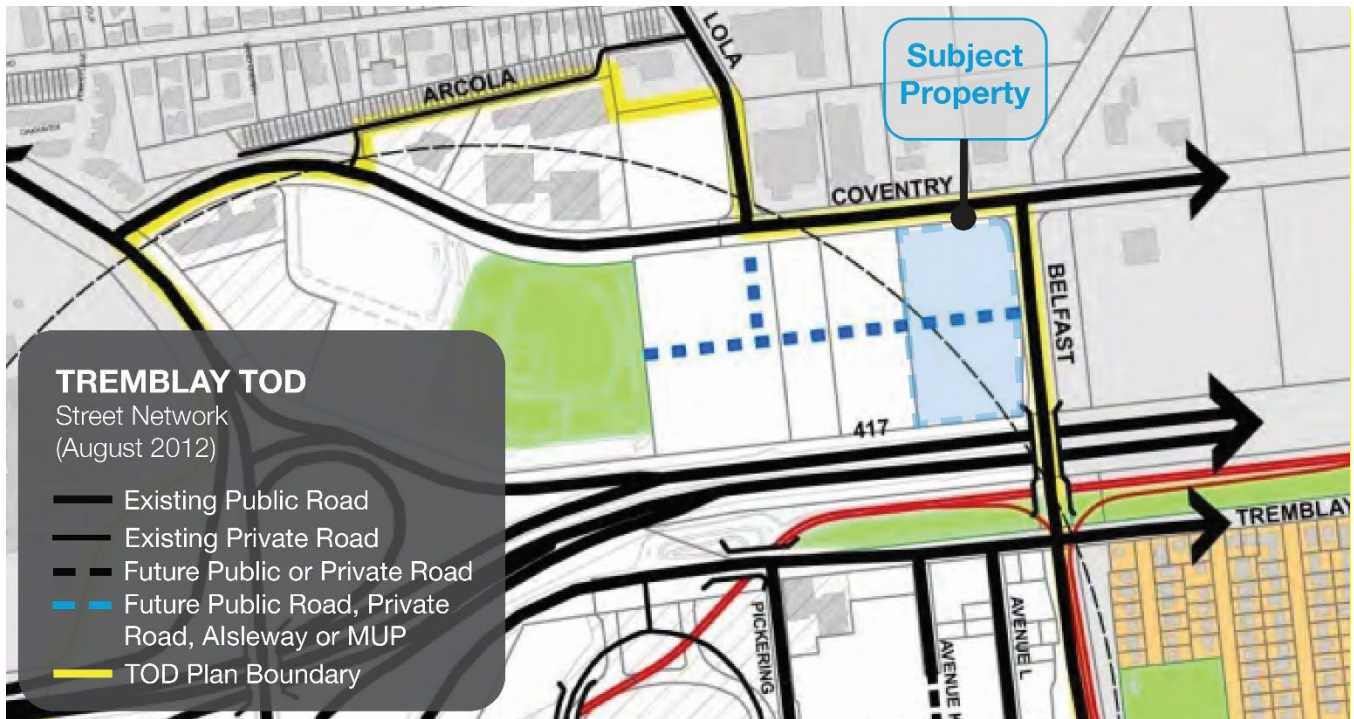 LOLA
Subject
Property
ARCOLA
COVENTRY
BELFAST
417
TREMBLAY TOD
Street Network
(August 2012)
Existing Public Road
Existing Private Road
Future Public or Private Road
Future Public Road, Private
Road, AIsleway or MUP
TOD Plan Boundary
TREMBLAY
PICKERING
AVENUE K
AVENUE L